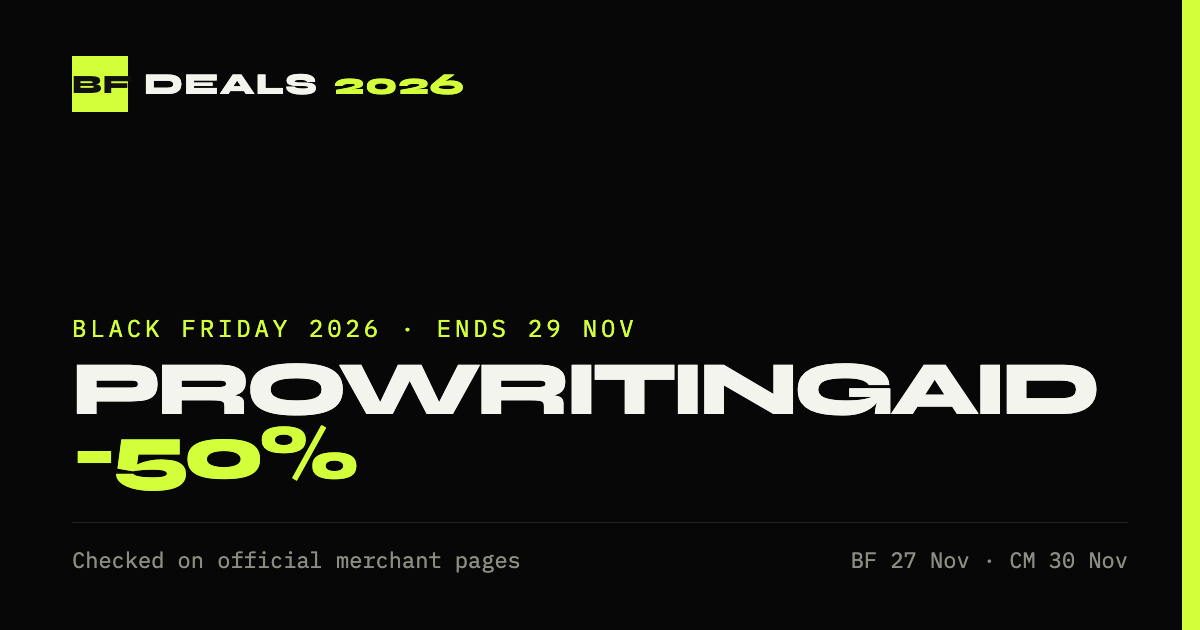 BF DEALS 2026
BLACK FRIDAY 2026 · ENDS 29 NOV
PROWRITINGAID
-50%
Checked on official merchant pages
BF 27 Nov · CM 30 Nov